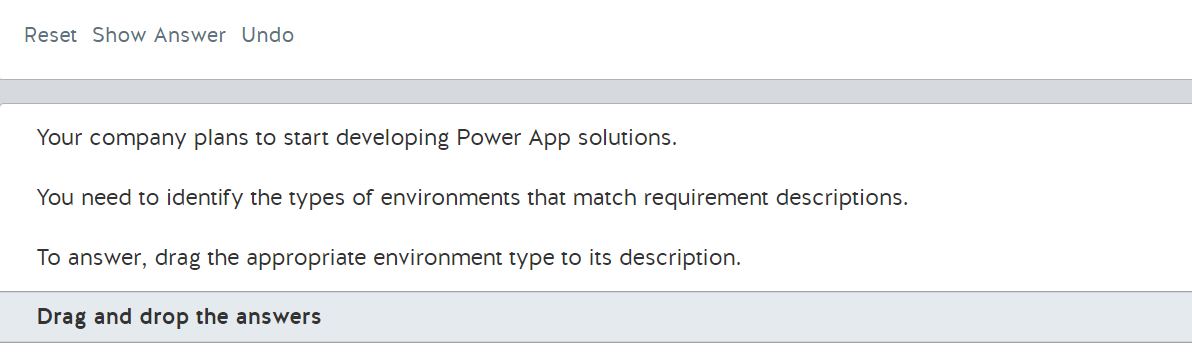 Reset Show Answer Undo
Your company plans to start developing Power App solutions.
You need to identify the types of environments that match requirement descriptions.
To answer, drag the appropriate environment type to its description.
Drag and drop the answers